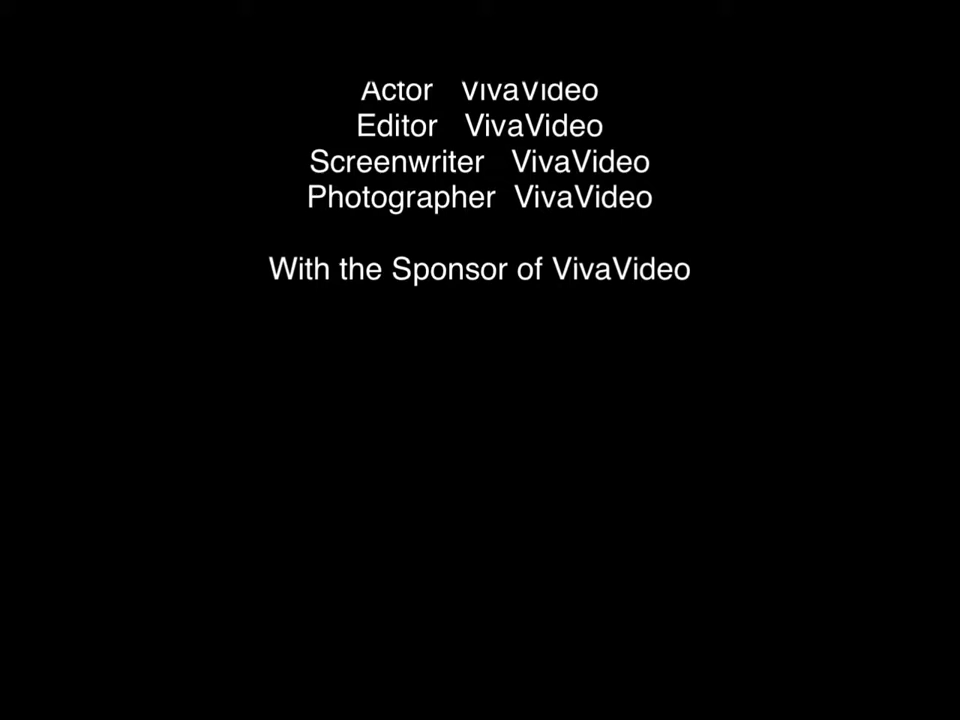 Actor VivaVideo
Editor VivaVideo
Screenwriter VivaVideo
Photographer VivaVideo
With the Sponsor of VivaVideo